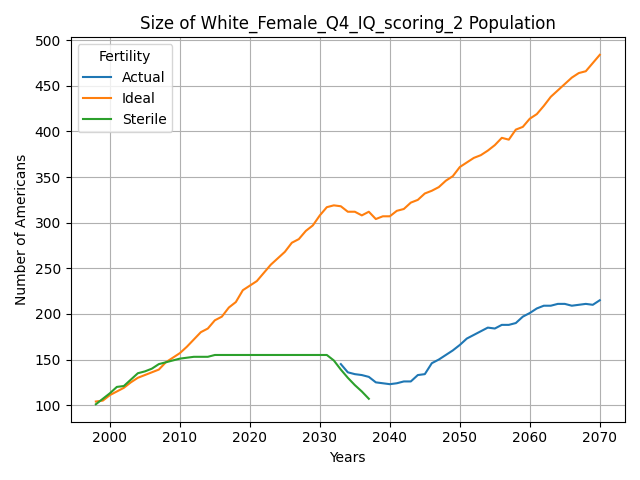 Size of White_Female_Q4_IQ_scoring_2 Population
Fertility
Actual
Ideal
Sterile
Number of Americans
500
450
400
350
300
250
200
150
100
2000 2010 2020 2030 2040 2050 2060 2070
Years